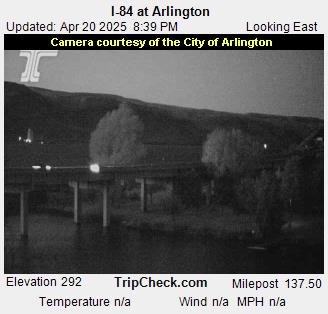 I-84 at Arlington
Updated: Apr 20 2025 8:39 PM Looking East
Camera courtesy of the City of Arlington
Elevation 292 TripCheck.com Milepost 137.50
Temperature n/a Wind n/a MPH n/a